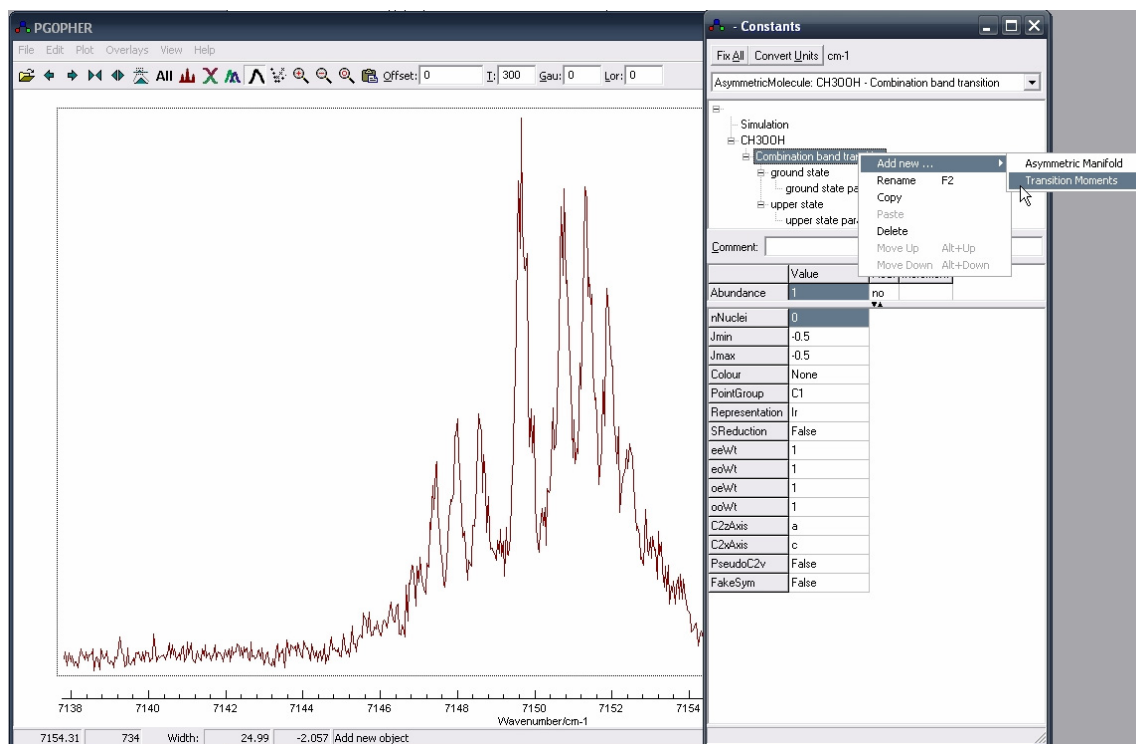 PGOPHER
File Edit Plot Overlays View Help
All Offset: 0 I: 300 Gau: 0 Lor: 0
7138 7140 7142 7144 7146 7148 7150 7152 7154
Wavenumber/cm-1
7154.31 734 Width: 24.99 -2.057 Add new object
- Constants
Fix All Convert Units cm-1
AsymmetricMolecule: CH3OOH - Combination band transition
Simulation
CH3OOH
Combination band tran
ground state
ground state pa
upper state
upper state para
Add new ...
Rename F2
Copy
Paste
Delete
Move Up Alt+Up
Move Down Alt+Down
Asymmetric Manifold
Transition Moments
Comment:
Value
Abundance 1 no
nNuclei 0
Jmin -0.5
Jmax -0.5
Colour None
PointGroup C1
Representation Ir
SReduction False
eeWt 1
eoWt 1
oeWt 1
ooWt 1
C2zAxis a
C2xAxis c
PseudoC2v False
FakeSym False